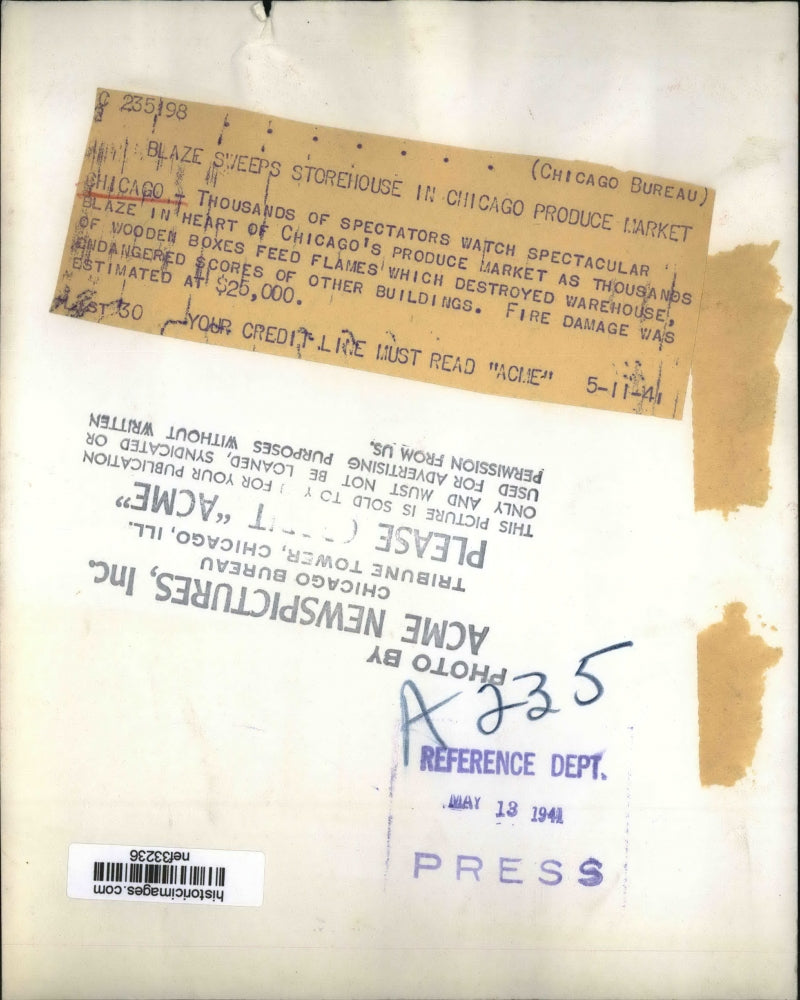 C 235198
(CHICAGO BUREAU)
BLAZE SWEEPS STOREHOUSE IN CHICAGO PRODUCE MARKET
CHICAGO - THOUSANDS OF SPECTATORS WATCH SPECTACULAR
BLAZE IN HEART OF CHICAGO'S PRODUCE MARKET AS THOUSANDS
OF WOODEN BOXES FEED FLAMES WHICH DESTROYED WAREHOUSE,
ENDANGERED SCORES OF OTHER BUILDINGS. FIRE DAMAGE WAS
ESTIMATED AT $25,000.
ST 30 YOUR CREDIT LINE MUST READ "ACME" 5-11-41
PHOTO BY
ACME NEWSPICTURES, Inc.
CHICAGO BUREAU
TRIBUNE TOWER, CHICAGO, ILL.
PLEASE "ACME"
THIS PICTURE IS SOLD TO FOR YOUR PUBLICATION
ONLY AND MUST NOT BE LOANED, SYNDICATED OR
USED FOR ADVERTISING PURPOSES WITHOUT WRITTEN
PERMISSION FROM US.
A 235
REFERENCE DEPT.
MAY 13 1941
PRESS
historicimages.com
nef33236